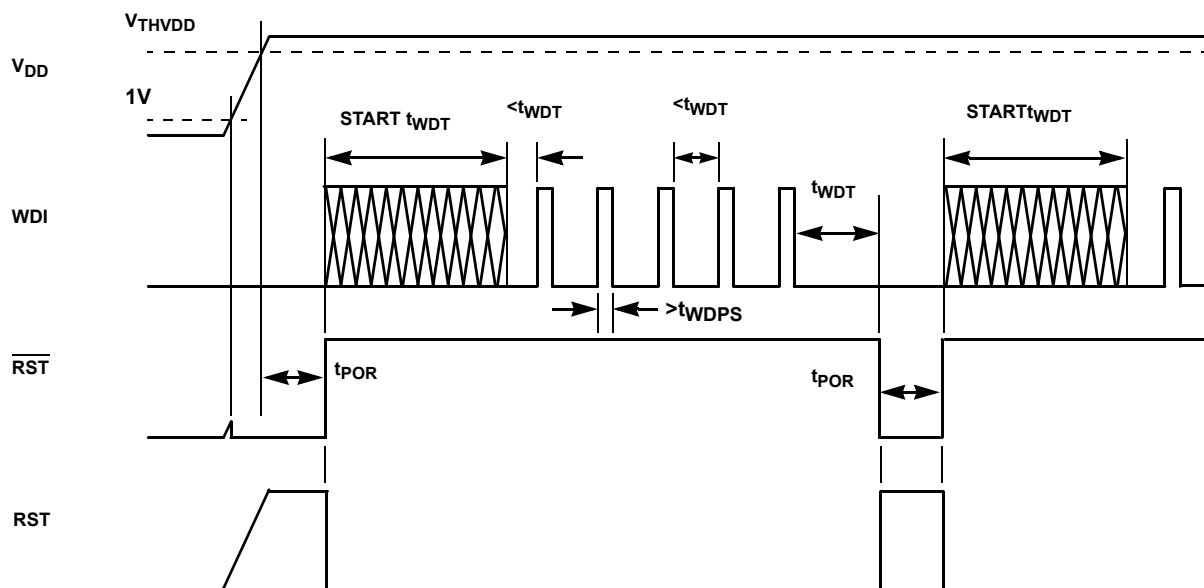 VTHVDD
VDD
1V
START tWDT
<tWDT
<tWDT
STARTtWDT
WDI
tWDT
>tWDPS
RST
tPOR
tPOR
RST